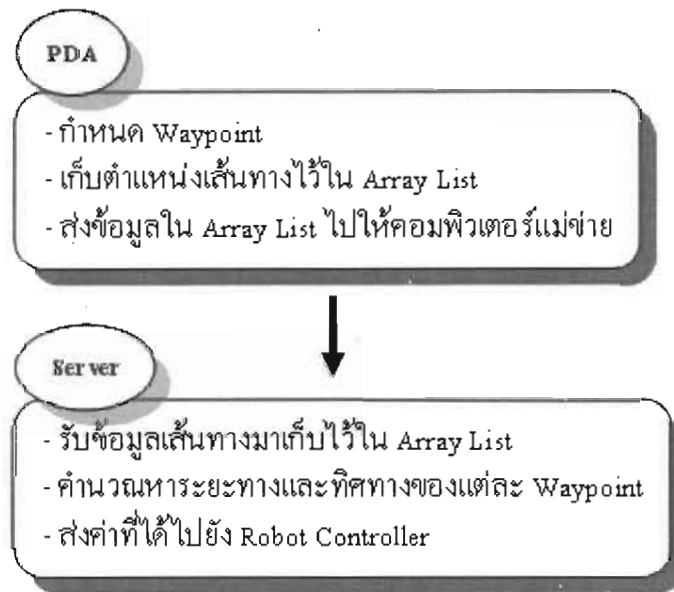 PDA
- กำหนด Waypoint
- เก็บตำแหน่งเส้นทางไว้ใน Array List
- ส่งข้อมูลใน Array List ไปให้คอมพิวเตอร์แม่ข่าย
Server
- รับข้อมูลเส้นทางมาเก็บไว้ใน Array List
- คำนวณหาระยะทางและทิศทางของแต่ละ Waypoint
- ส่งค่าที่ได้ไปยัง Robot Controller